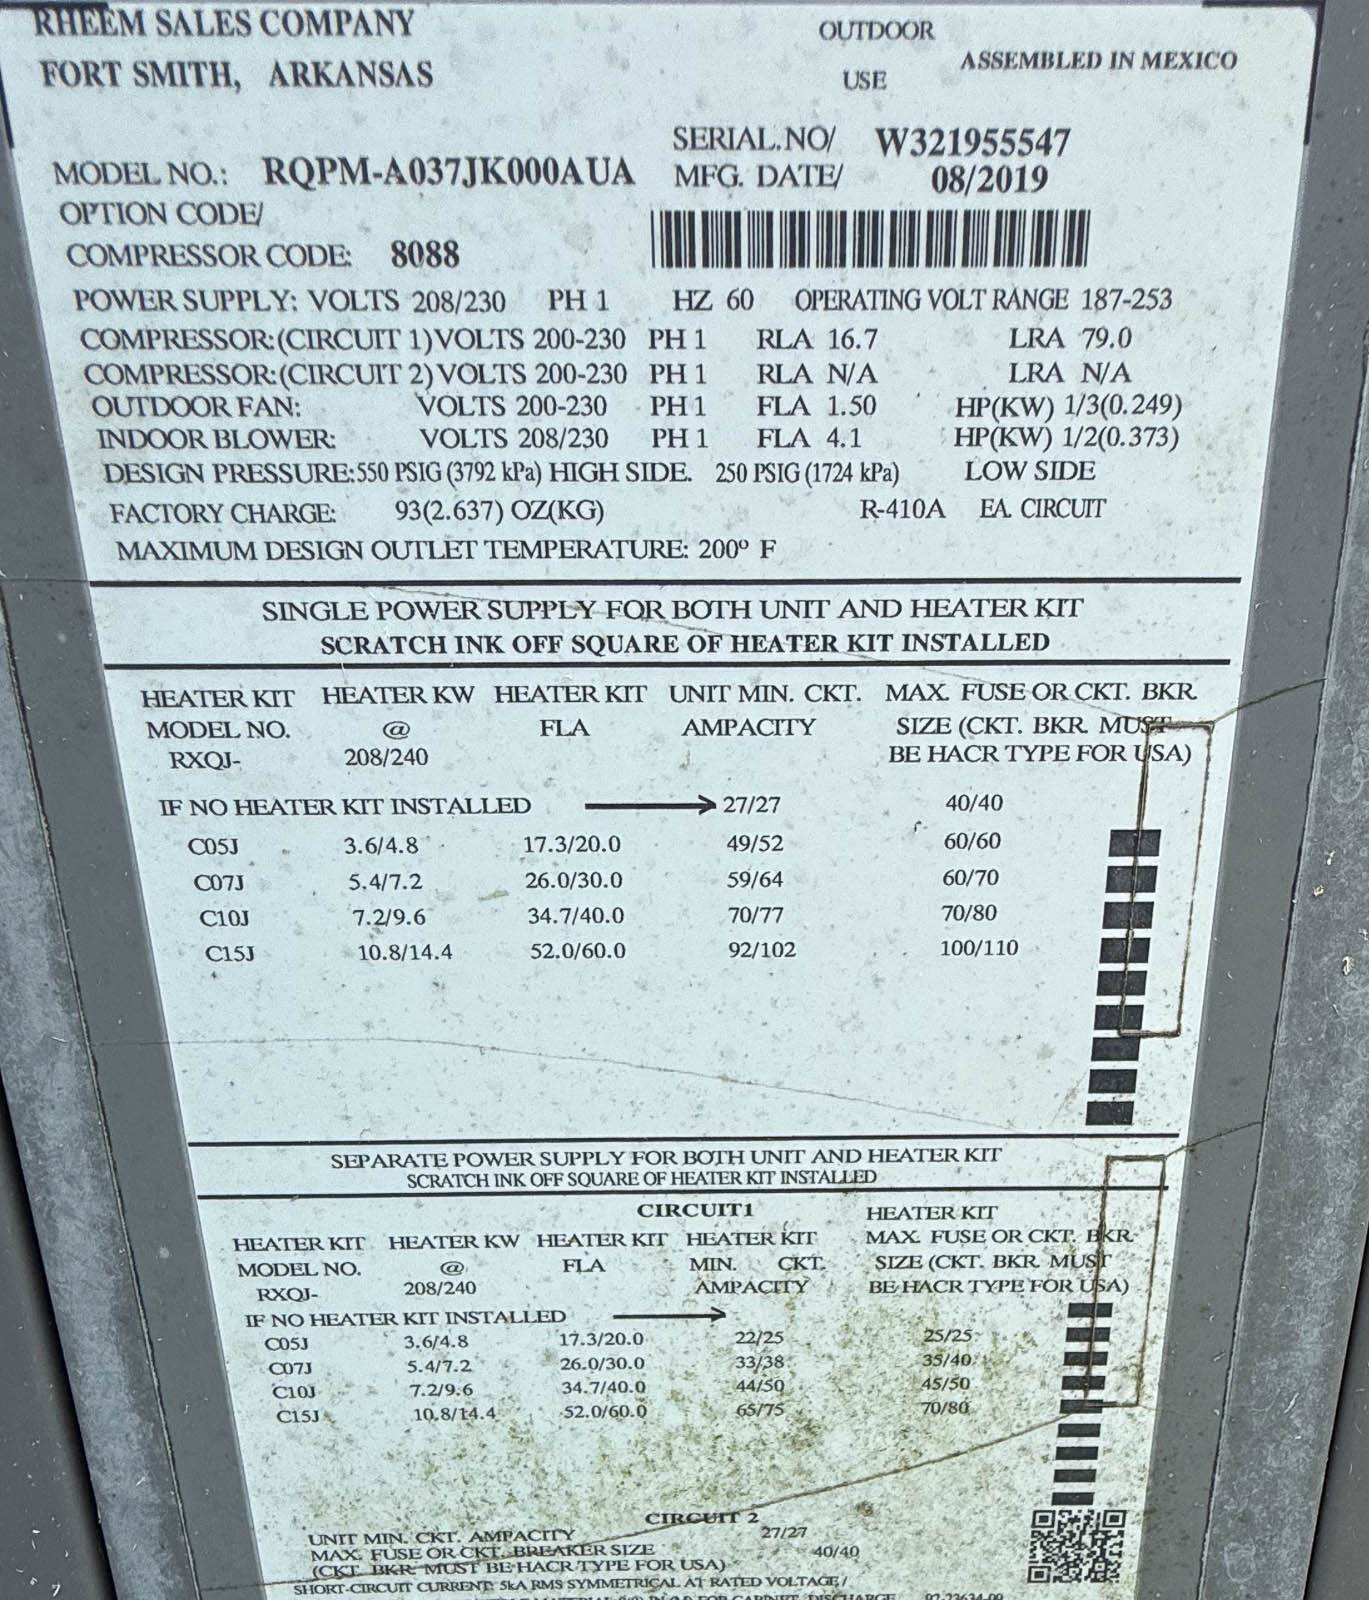 RHEEM SALES COMPANY
FORT SMITH, ARKANSAS
OUTDOOR
USE
ASSEMBLED IN MEXICO
SERIAL.NO/ W321955547
MODEL NO.: RQPM-A037JK000AUA MFG. DATE/ 08/2019
OPTION CODE/
COMPRESSOR CODE: 8088
POWER SUPPLY: VOLTS 208/230 PH 1 HZ 60 OPERATING VOLT RANGE 187-253
COMPRESSOR:(CIRCUIT 1)VOLTS 200-230 PH 1 RLA 16.7 LRA 79.0
COMPRESSOR:(CIRCUIT 2)VOLTS 200-230 PH 1 RLA N/A LRA N/A
OUTDOOR FAN: VOLTS 200-230 PH 1 FLA 1.50 HP(KW) 1/3(0.249)
INDOOR BLOWER: VOLTS 208/230 PH 1 FLA 4.1 HP(KW) 1/2(0.373)
DESIGN PRESSURE:550 PSIG (3792 kPa) HIGH SIDE. 250 PSIG (1724 kPa) LOW SIDE
FACTORY CHARGE: 93(2.637) OZ(KG) R-410A EA. CIRCUIT
MAXIMUM DESIGN OUTLET TEMPERATURE: 200º F
SINGLE POWER SUPPLY FOR BOTH UNIT AND HEATER KIT
SCRATCH INK OFF SQUARE OF HEATER KIT INSTALLED
HEATER KIT HEATER KW HEATER KIT UNIT MIN. CKT. MAX. FUSE OR CKT. BKR.
MODEL NO. @ FLA AMPACITY SIZE (CKT. BKR. MUST
RXQJ- 208/240 BE HACR TYPE FOR USA)
IF NO HEATER KIT INSTALLED 27/27 40/40
C05J 3.6/4.8 17.3/20.0 49/52 60/60
C07J 5.4/7.2 26.0/30.0 59/64 60/70
C10J 7.2/9.6 34.7/40.0 70/77 70/80
C15J 10.8/14.4 52.0/60.0 92/102 100/110
SEPARATE POWER SUPPLY FOR BOTH UNIT AND HEATER KIT
SCRATCH INK OFF SQUARE OF HEATER KIT INSTALLED
CIRCUIT1 HEATER KIT
HEATER KIT HEATER KW HEATER KIT HEATER KIT MAX. FUSE OR CKT. BKR.
MODEL NO. @ FLA MIN. CKT. SIZE (CKT. BKR. MUST
RXQJ- 208/240 AMPACITY BE HACR TYPE FOR USA)
IF NO HEATER KIT INSTALLED
C05J 3.6/4.8 17.3/20.0 22/25 25/25
C07J 5.4/7.2 26.0/30.0 33/38 35/40
C10J 7.2/9.6 34.7/40.0 44/50 45/50
C15J 10.8/14.4 52.0/60.0 65/75 70/80
CIRCUIT 2
UNIT MIN. CKT. AMPACITY 27/27
MAX. FUSE OR CKT. BREAKER SIZE 40/40
(CKT. BKR. MUST BE HACR TYPE FOR USA)
SHORT-CIRCUIT CURRENT: 5kA RMS SYMMETRICAL AT RATED VOLTAGE/
FOR CABINET, DISCHARGE